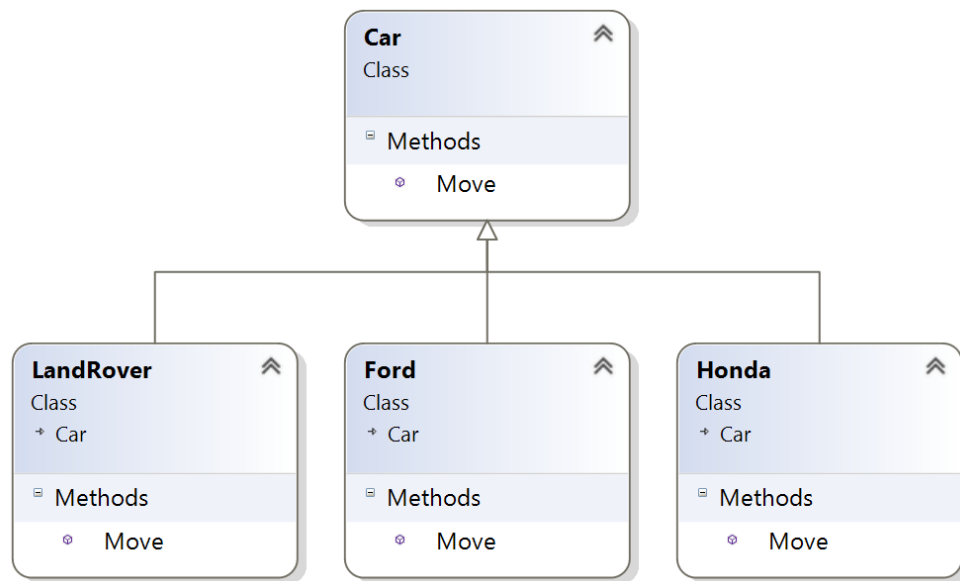 Car
Class
Methods
Move
LandRover
Class
Car
Methods
Move
Ford
Class
Car
Methods
Move
Honda
Class
Car
Methods
Move